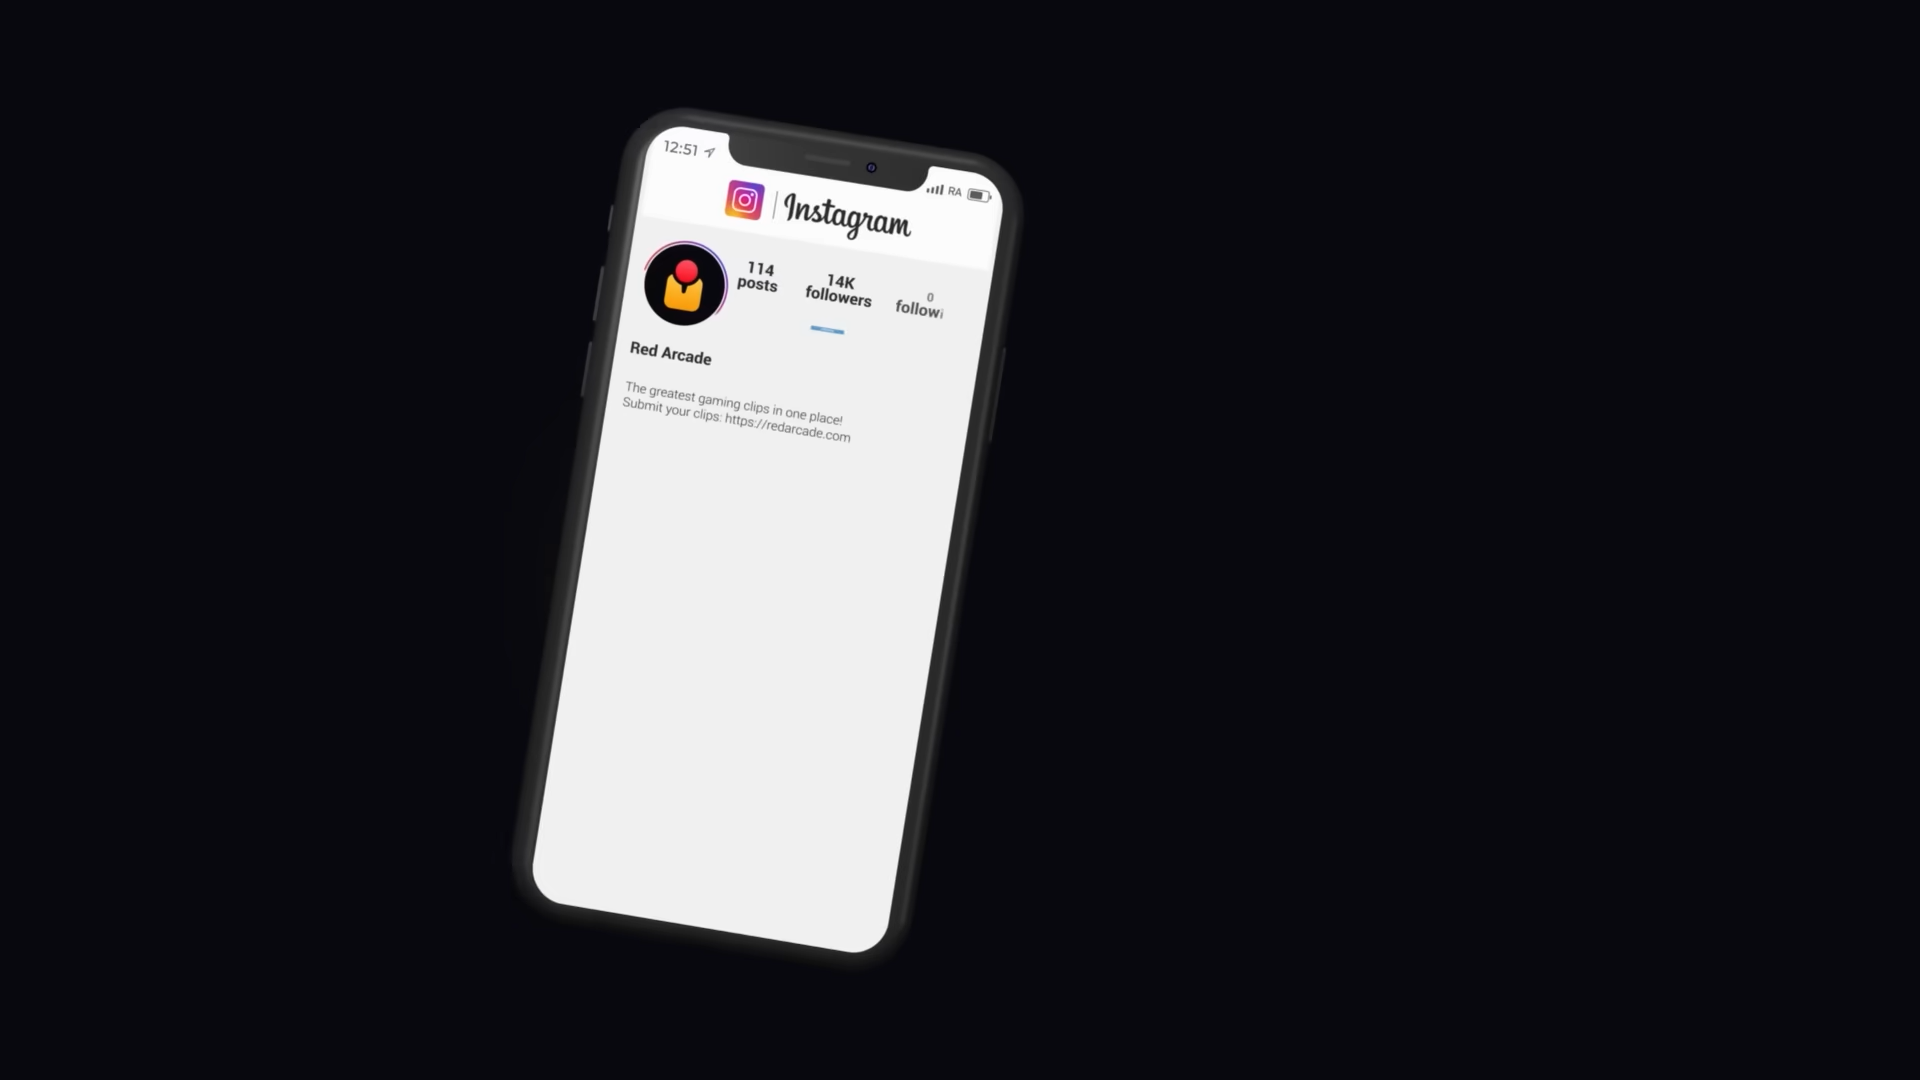 12:51
RA
Instagram
114
posts
14K
followers
0
followi
Red Arcade
The greatest gaming clips in one place!
Submit your clips: https://redarcade.com